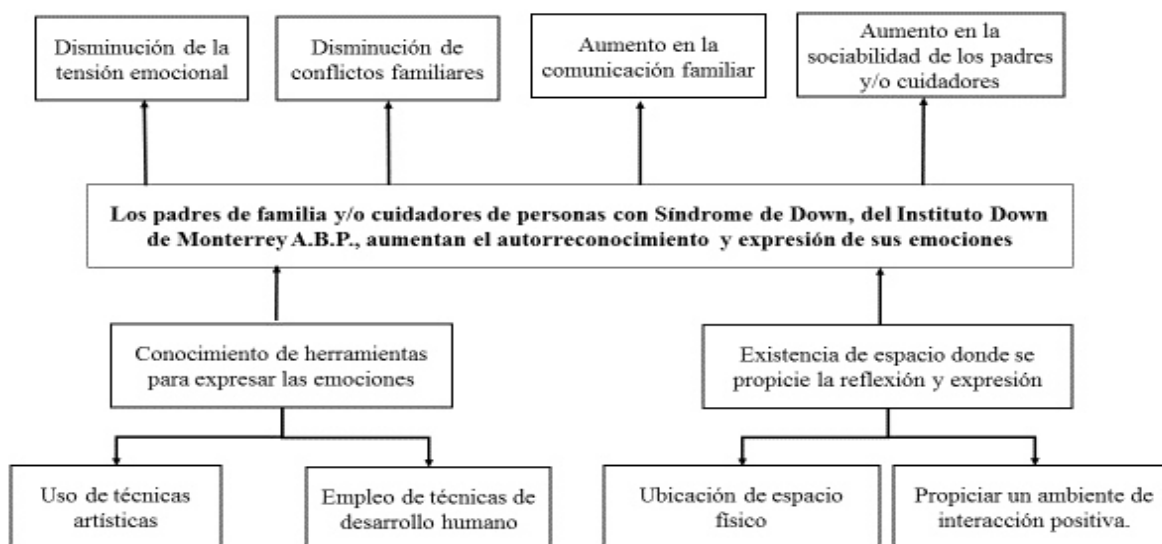 Disminución de la
tensión emocional
Disminución de
conflictos familiares
Aumento en la
comunicación familiar
Aumento en la
sociabilidad de los padres
y/o cuidadores
Los padres de familia y/o cuidadores de personas con Síndrome de Down, del Instituto Down
de Monterrey A.B.P., aumentan el autorreconocimiento y expresión de sus emociones
Conocimiento de herramientas
para expresar las emociones
Existencia de espacio donde se
propicie la reflexión y expresión
Uso de técnicas
artísticas
Empleo de técnicas de
desarrollo humano
Ubicación de espacio
físico
Propiciar un ambiente de
interacción positiva.